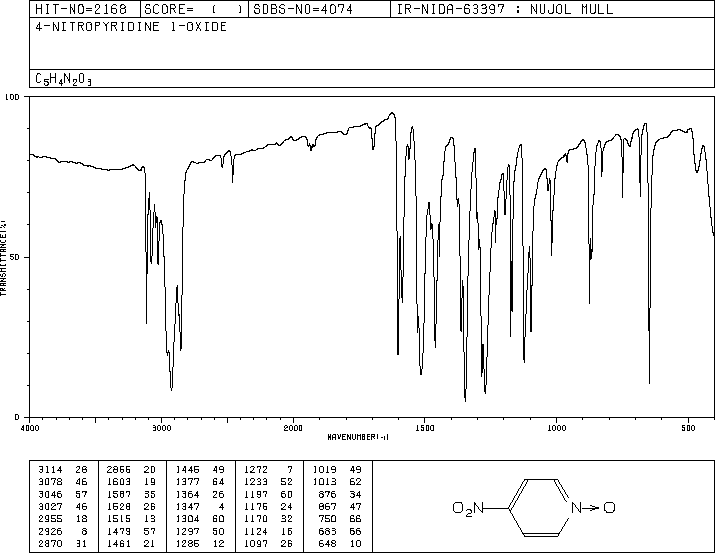 HIT-NO=2168 SCORE= ( ) SDBS-NO=4074 IR-NIDA-63397 : NUJOL MULL
4-NITROPYRIDINE 1-OXIDE
C5H4N2O3
100
50
0
TRANSMITTANCE(%)
4000 3000 2000 1500 1000 500
WAVENUMBER(-1)
3114 28 2866 20 1446 49 1272 7 1019 49
3078 46 1603 19 1377 64 1233 52 1013 62
3046 57 1587 35 1364 26 1197 60 876 34
3027 46 1528 26 1347 4 1176 24 867 47
2955 18 1515 13 1304 60 1170 32 750 66
2926 8 1479 57 1297 50 1124 16 683 66
2870 31 1461 21 1285 12 1097 26 648 10
O2N N→O